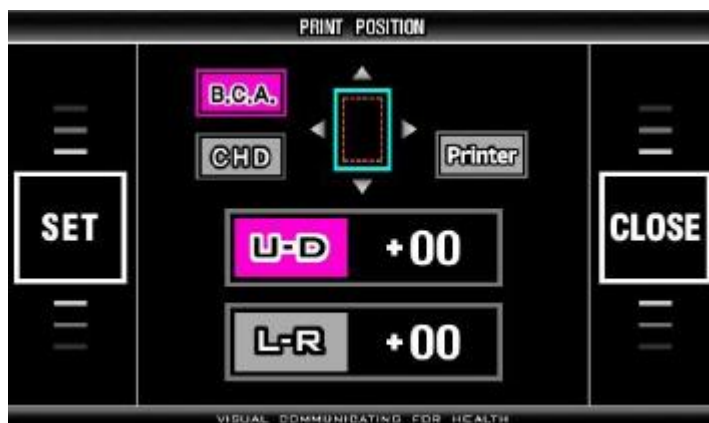 PRINT POSITION
B.C.A.
CHD
Printer
SET
U-D +00
CLOSE
L-R +00
VISUAL COMMUNICATING FOR HEALTH